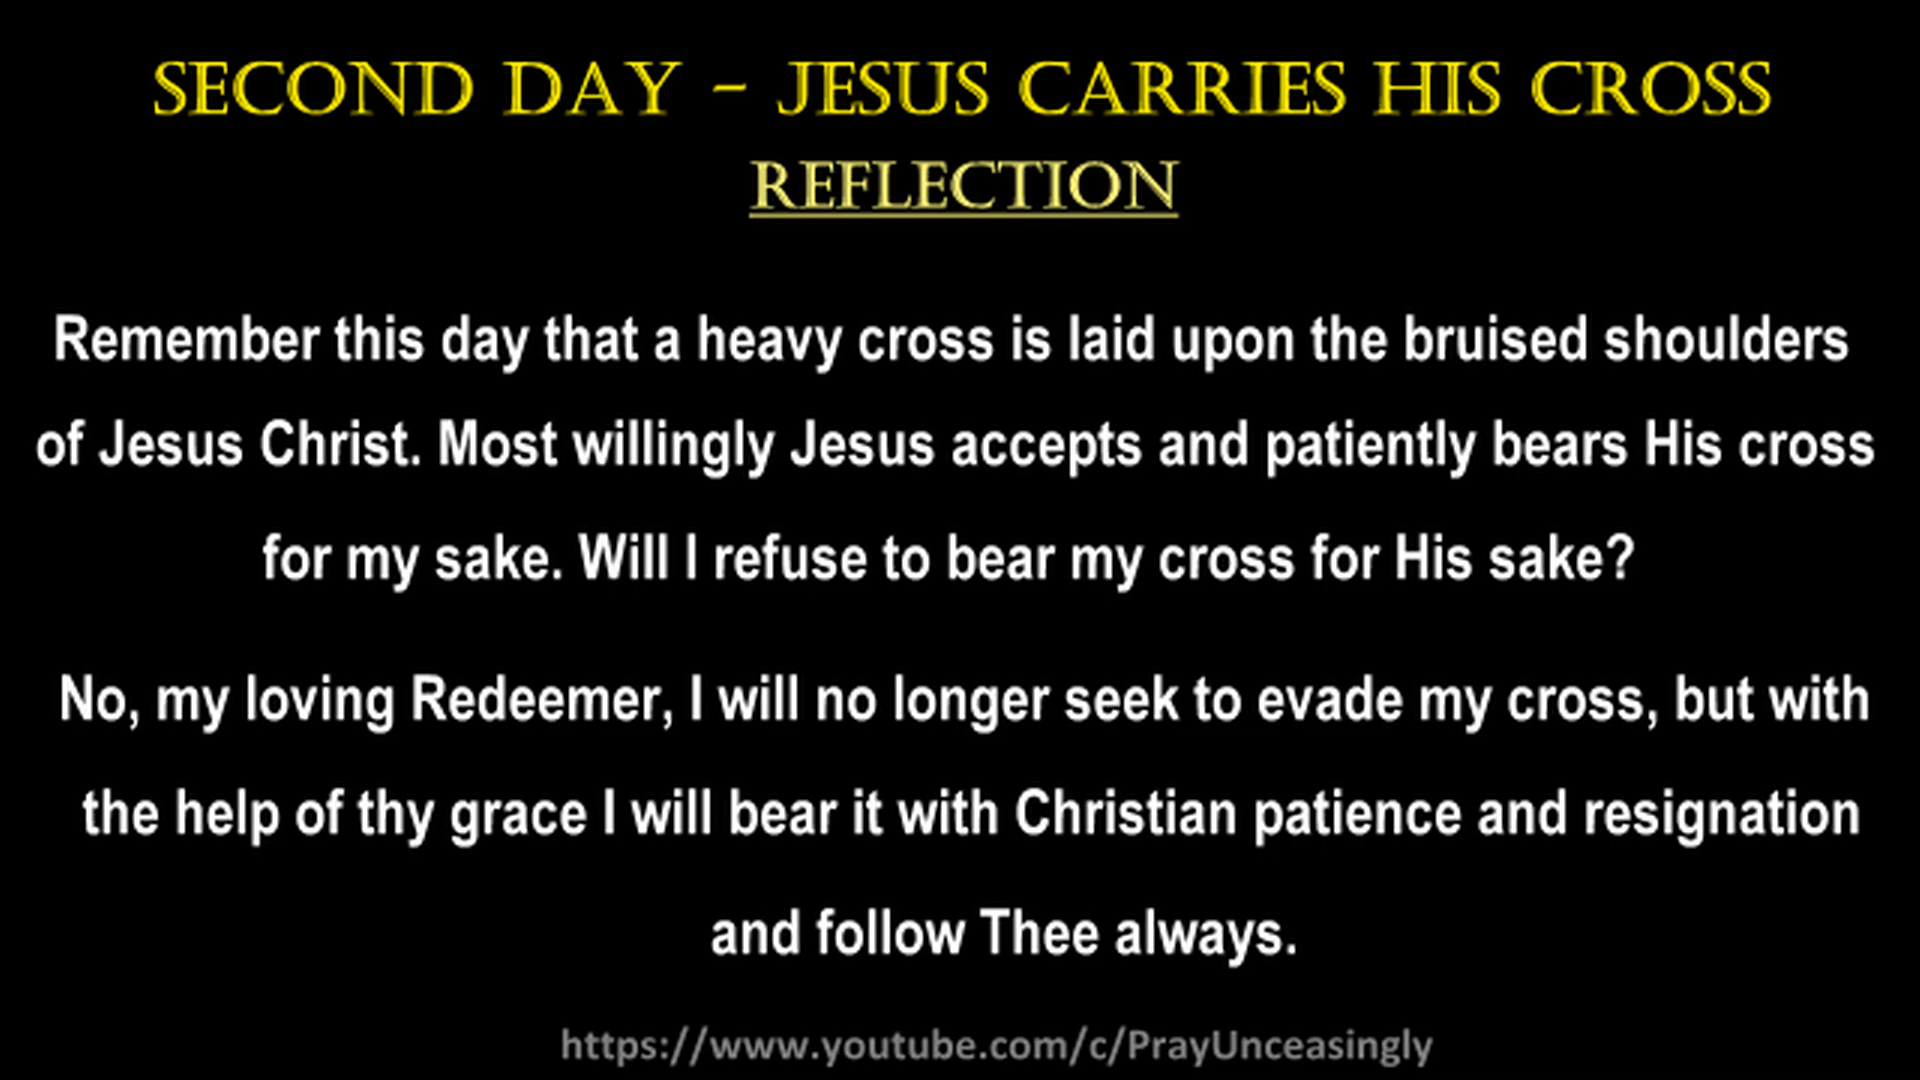 SECOND DAY – JESUS CARRIES HIS CROSS
REFLECTION
Remember this day that a heavy cross is laid upon the bruised shoulders
of Jesus Christ. Most willingly Jesus accepts and patiently bears His cross
for my sake. Will I refuse to bear my cross for His sake?
No, my loving Redeemer, I will no longer seek to evade my cross, but with
the help of thy grace I will bear it with Christian patience and resignation
and follow Thee always.
https://www.youtube.com/c/PrayUnceasingly